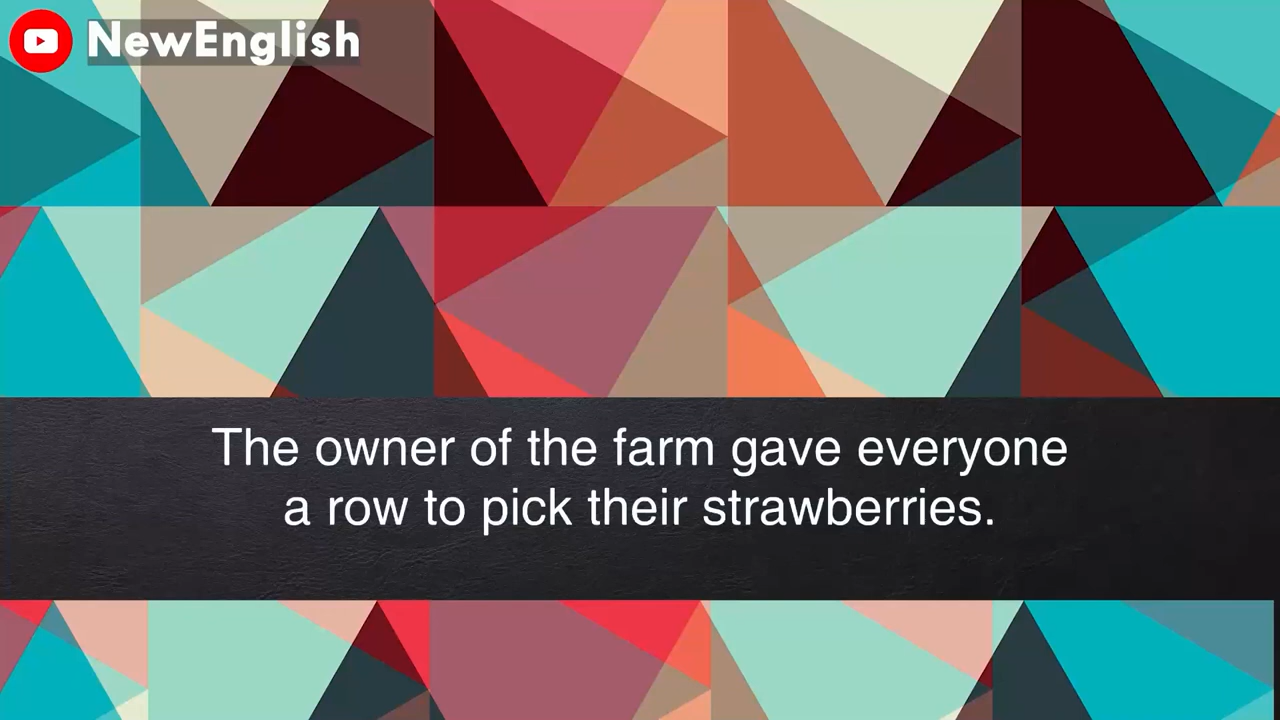 NewEnglish
The owner of the farm gave everyone
a row to pick their strawberries.